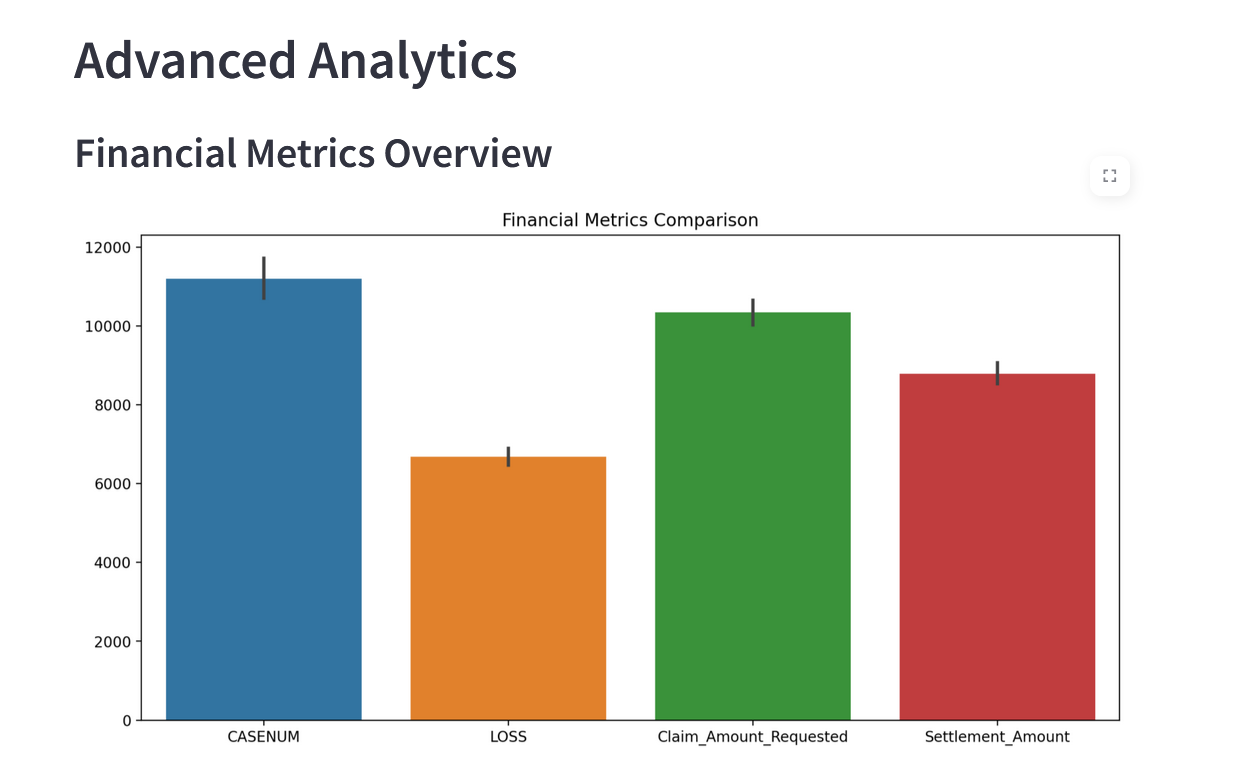 Advanced Analytics
Financial Metrics Overview
Financial Metrics Comparison
12000
10000
8000
6000
4000
2000
0
CASENUM
LOSS
Claim_Amount_Requested
Settlement_Amount